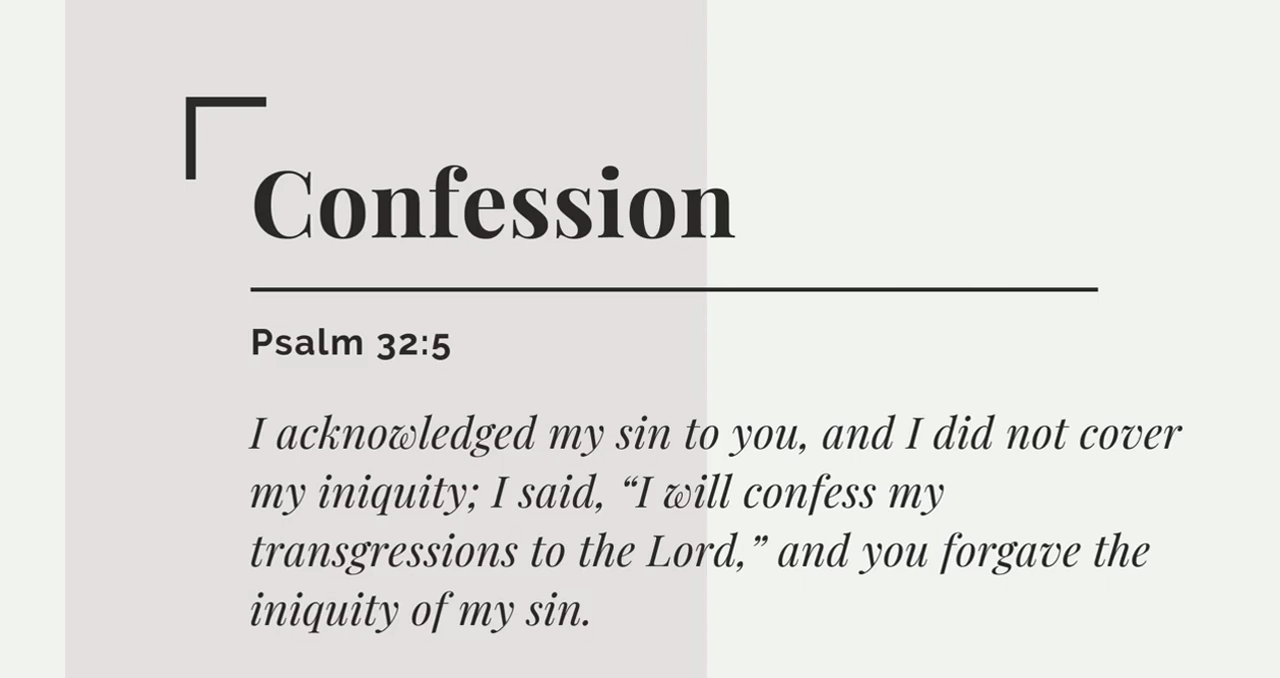 Confession
Psalm 32:5
I acknowledged my sin to you, and I did not cover
my iniquity; I said, “I will confess my
transgressions to the Lord,” and you forgave the
iniquity of my sin.